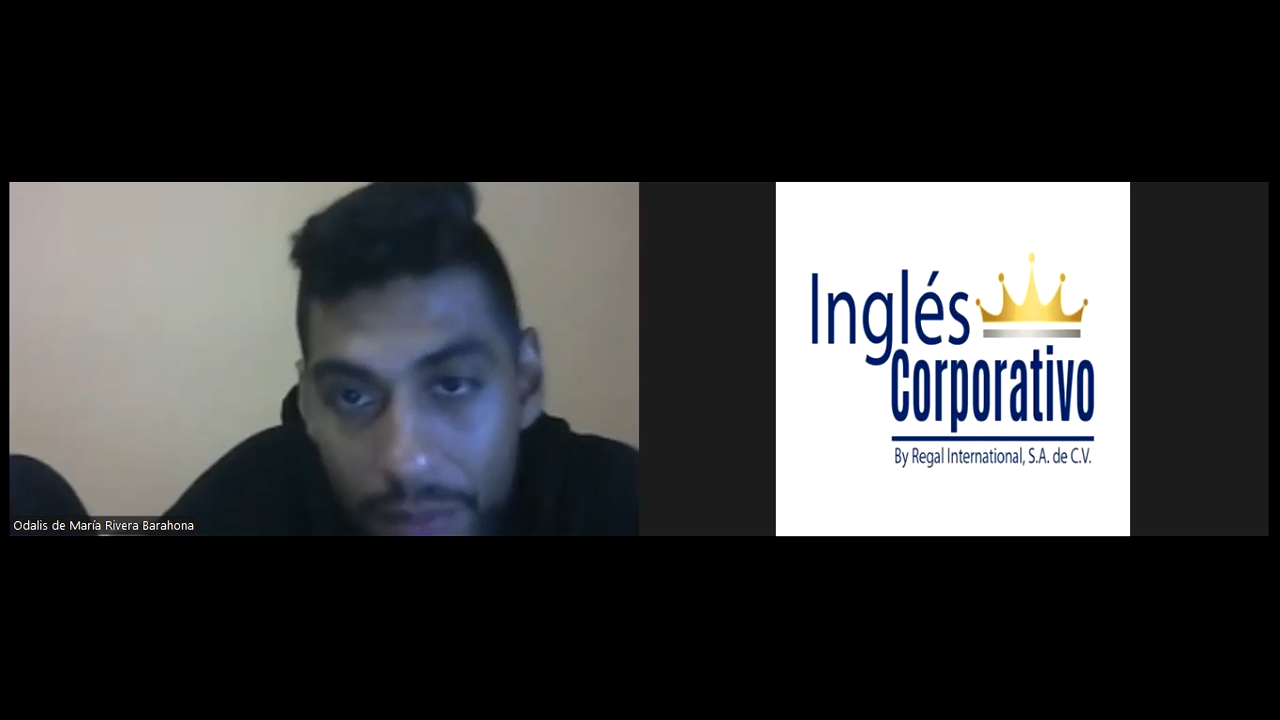 Odalis de María Rivera Barahona
Inglés
Corporativo
By Regal International, S.A. de C.V.